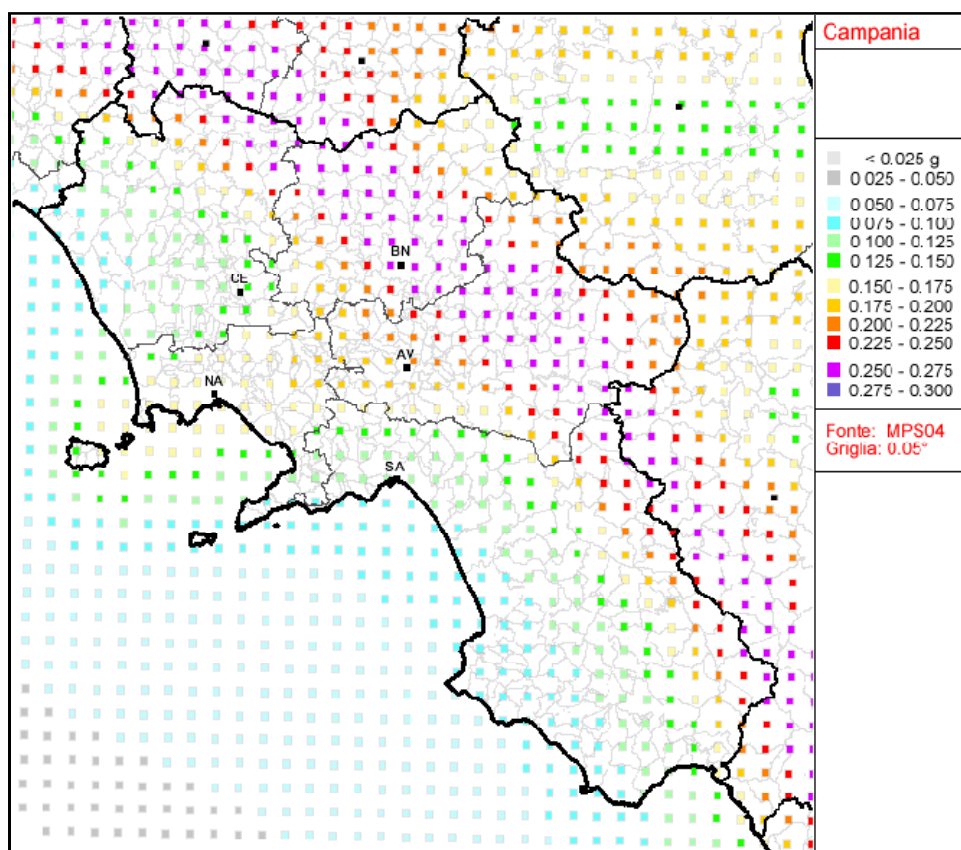 Campania
< 0.025 g
0.025 - 0.050
0.050 - 0.075
0.075 - 0.100
0.100 - 0.125
0.125 - 0.150
0.150 - 0.175
0.175 - 0.200
0.200 - 0.225
0.225 - 0.250
0.250 - 0.275
0.275 - 0.300
Fonte: MPS04
Griglia: 0.05°
BN
CE
AV
NA
SA